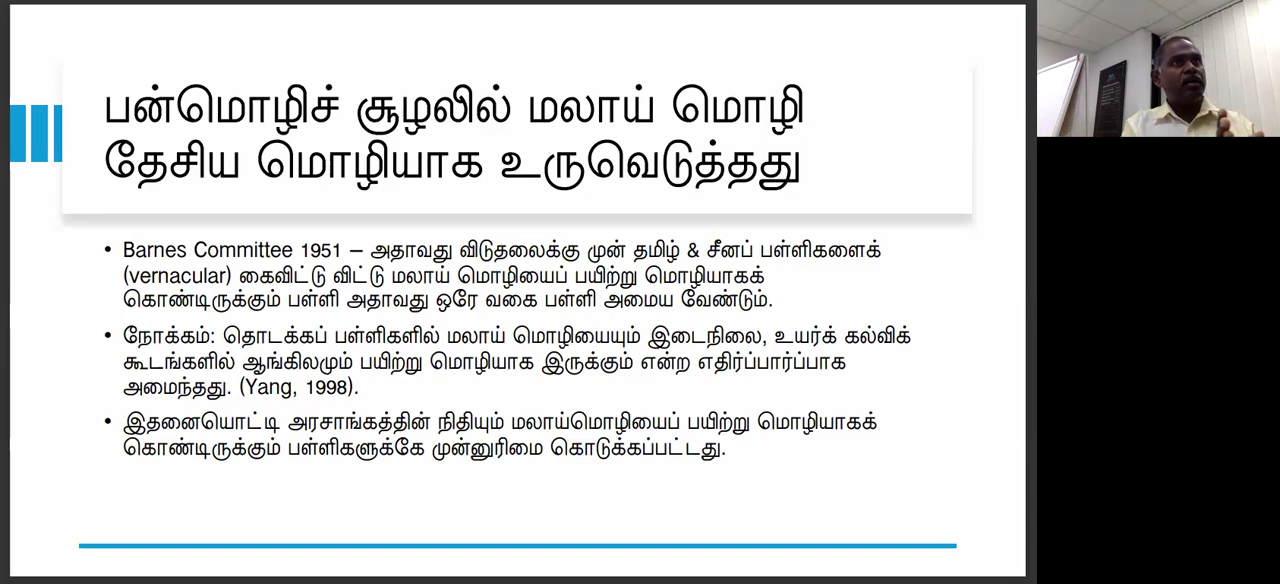 பன்மொழிச் சூழலில் மலாய் மொழி
தேசிய மொழியாக உருவெடுத்தது
• Barnes Committee 1951 – அதாவது விடுதலைக்கு முன் தமிழ் & சீனப் பள்ளிகளைக்
(vernacular) கைவிட்டு விட்டு மலாய் மொழியைப் பயிற்று மொழியாகக்
கொண்டிருக்கும் பள்ளி அதாவது ஒரே வகை பள்ளி அமைய வேண்டும்.
• நோக்கம்: தொடக்கப் பள்ளிகளில் மலாய் மொழியையும் இடைநிலை, உயர்க் கல்விக்
கூடங்களில் ஆங்கிலமும் பயிற்று மொழியாக இருக்கும் என்ற எதிர்ப்பார்ப்பாக
அமைந்தது. (Yang, 1998).
• இதனையொட்டி அரசாங்கத்தின் நிதியும் மலாய்மொழியைப் பயிற்று மொழியாகக்
கொண்டிருக்கும் பள்ளிகளுக்கே முன்னுரிமை கொடுக்கப்பட்டது.